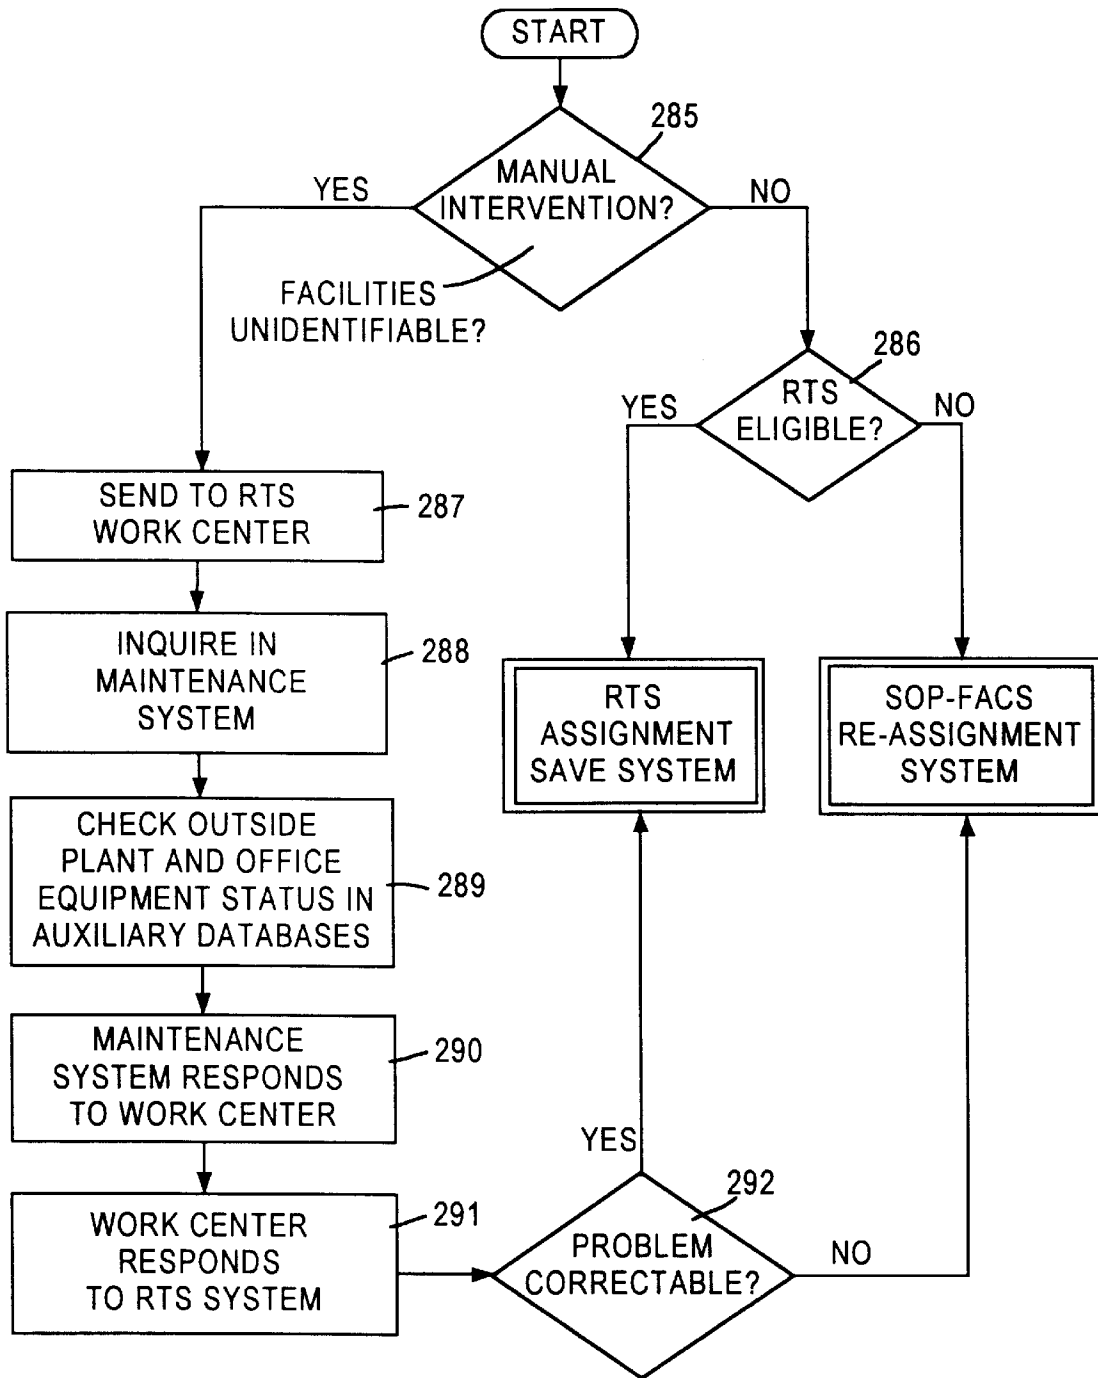 START
285
MANUAL
INTERVENTION?
YES
NO
FACILITIES
UNIDENTIFIABLE?
286
RTS
ELIGIBLE?
YES
NO
SEND TO RTS
WORK CENTER
287
INQUIRE IN
MAINTENANCE
SYSTEM
288
RTS
ASSIGNMENT
SAVE SYSTEM
SOP-FACS
RE-ASSIGNMENT
SYSTEM
CHECK OUTSIDE
PLANT AND OFFICE
EQUIPMENT STATUS IN
AUXILIARY DATABASES
289
MAINTENANCE
SYSTEM RESPONDS
TO WORK CENTER
290
WORK CENTER
RESPONDS
TO RTS SYSTEM
291
YES
292
PROBLEM
CORRECTABLE?
NO